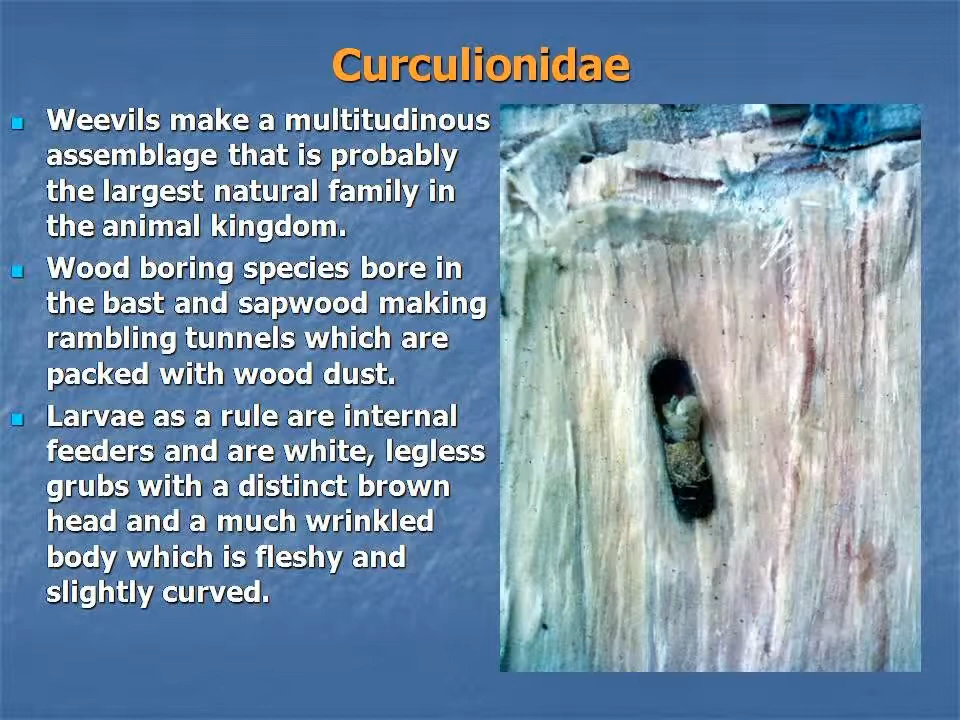 Curculionidae
Weevils make a multitudinous
assemblage that is probably
the largest natural family in
the animal kingdom.
Wood boring species bore in
the bast and sapwood making
rambling tunnels which are
packed with wood dust.
Larvae as a rule are internal
feeders and are white, legless
grubs with a distinct brown
head and a much wrinkled
body which is fleshy and
slightly curved.